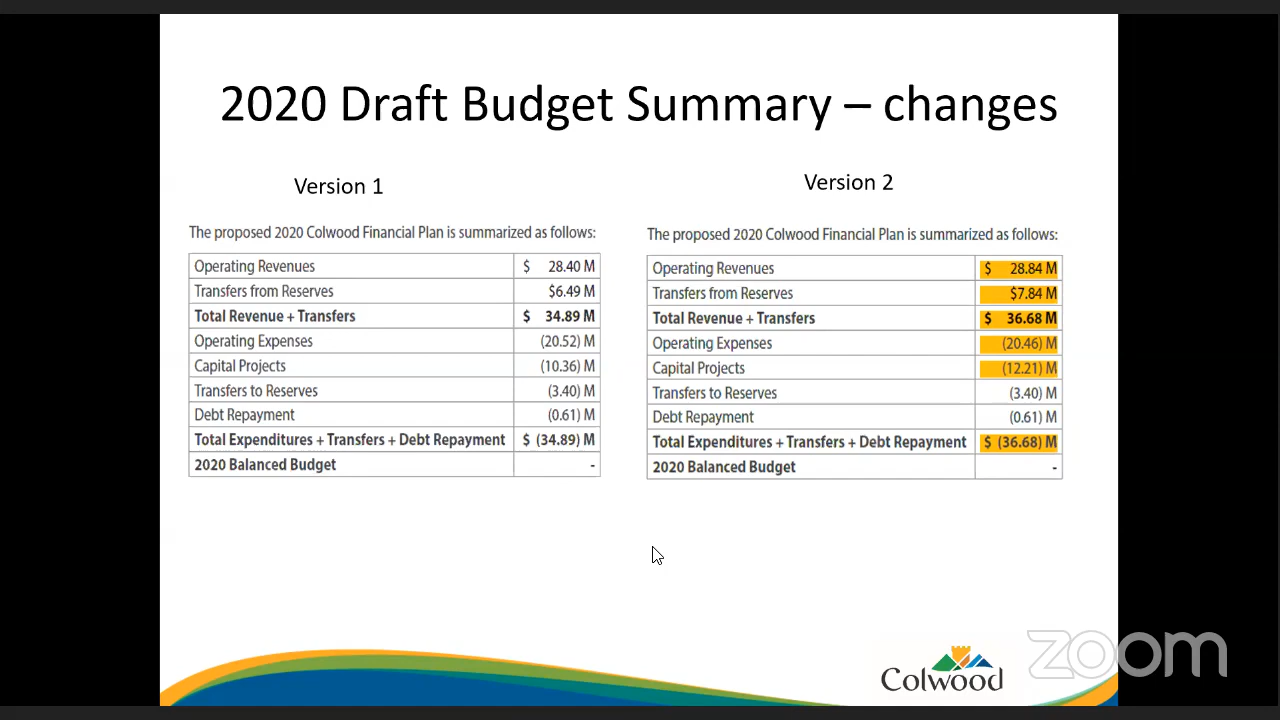 2020 Draft Budget Summary – changes
Version 1
The proposed 2020 Colwood Financial Plan is summarized as follows:
Operating Revenues $ 28.40 M
Transfers from Reserves $6.49 M
Total Revenue + Transfers $ 34.89 M
Operating Expenses (20.52) M
Capital Projects (10.36) M
Transfers to Reserves (3.40) M
Debt Repayment (0.61) M
Total Expenditures + Transfers + Debt Repayment $ (34.89) M
2020 Balanced Budget -
Version 2
The proposed 2020 Colwood Financial Plan is summarized as follows:
Operating Revenues $ 28.84 M
Transfers from Reserves $7.84 M
Total Revenue + Transfers $ 36.68 M
Operating Expenses (20.46) M
Capital Projects (12.21) M
Transfers to Reserves (3.40) M
Debt Repayment (0.61) M
Total Expenditures + Transfers + Debt Repayment $ (36.68) M
2020 Balanced Budget -
Colwood
zoom